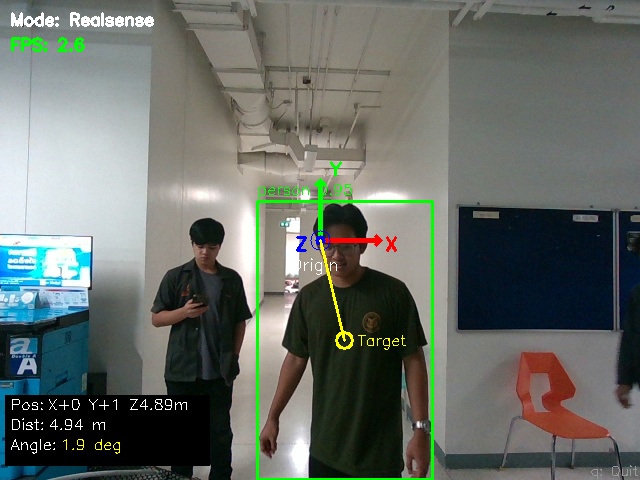 Mode: Realsense
FPS: 2.6
Y
person 0.95
Z
X
Origin
Target
a
A
Pos: X+0 Y+1 Z4.89m
Dist: 4.94 m
Angle: 1.9 deg
q: Quit